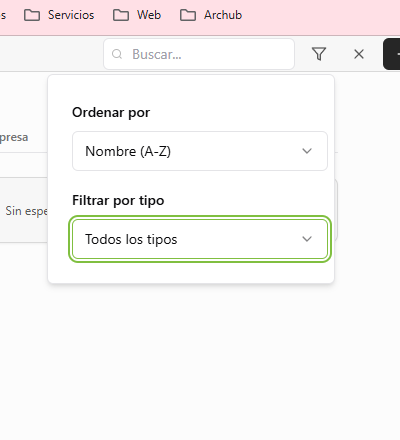 s Servicios Web Archub
Buscar...
Ordenar por
presa
Nombre (A-Z)
Filtrar por tipo
Sin espe
Todos los tipos